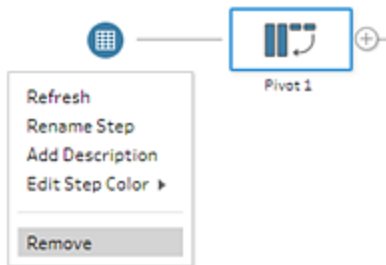 Pivot 1
Refresh
Rename Step
Add Description
Edit Step Color
Remove